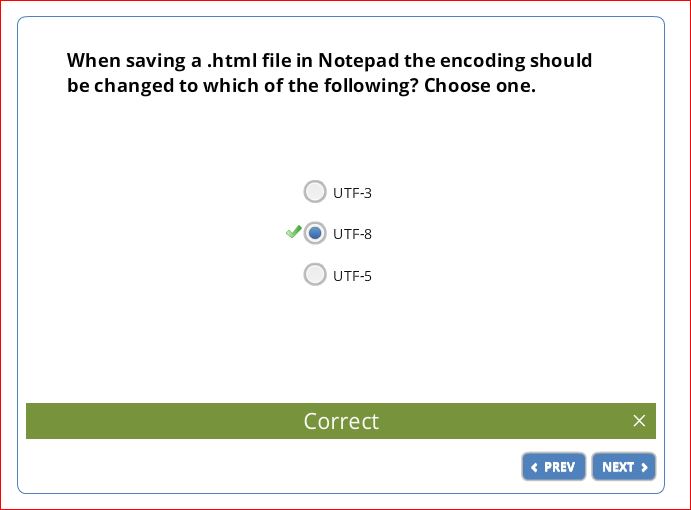 When saving a .html file in Notepad the encoding should
be changed to which of the following? Choose one.
UTF-3
UTF-8
UTF-5
Correct
PREV
NEXT